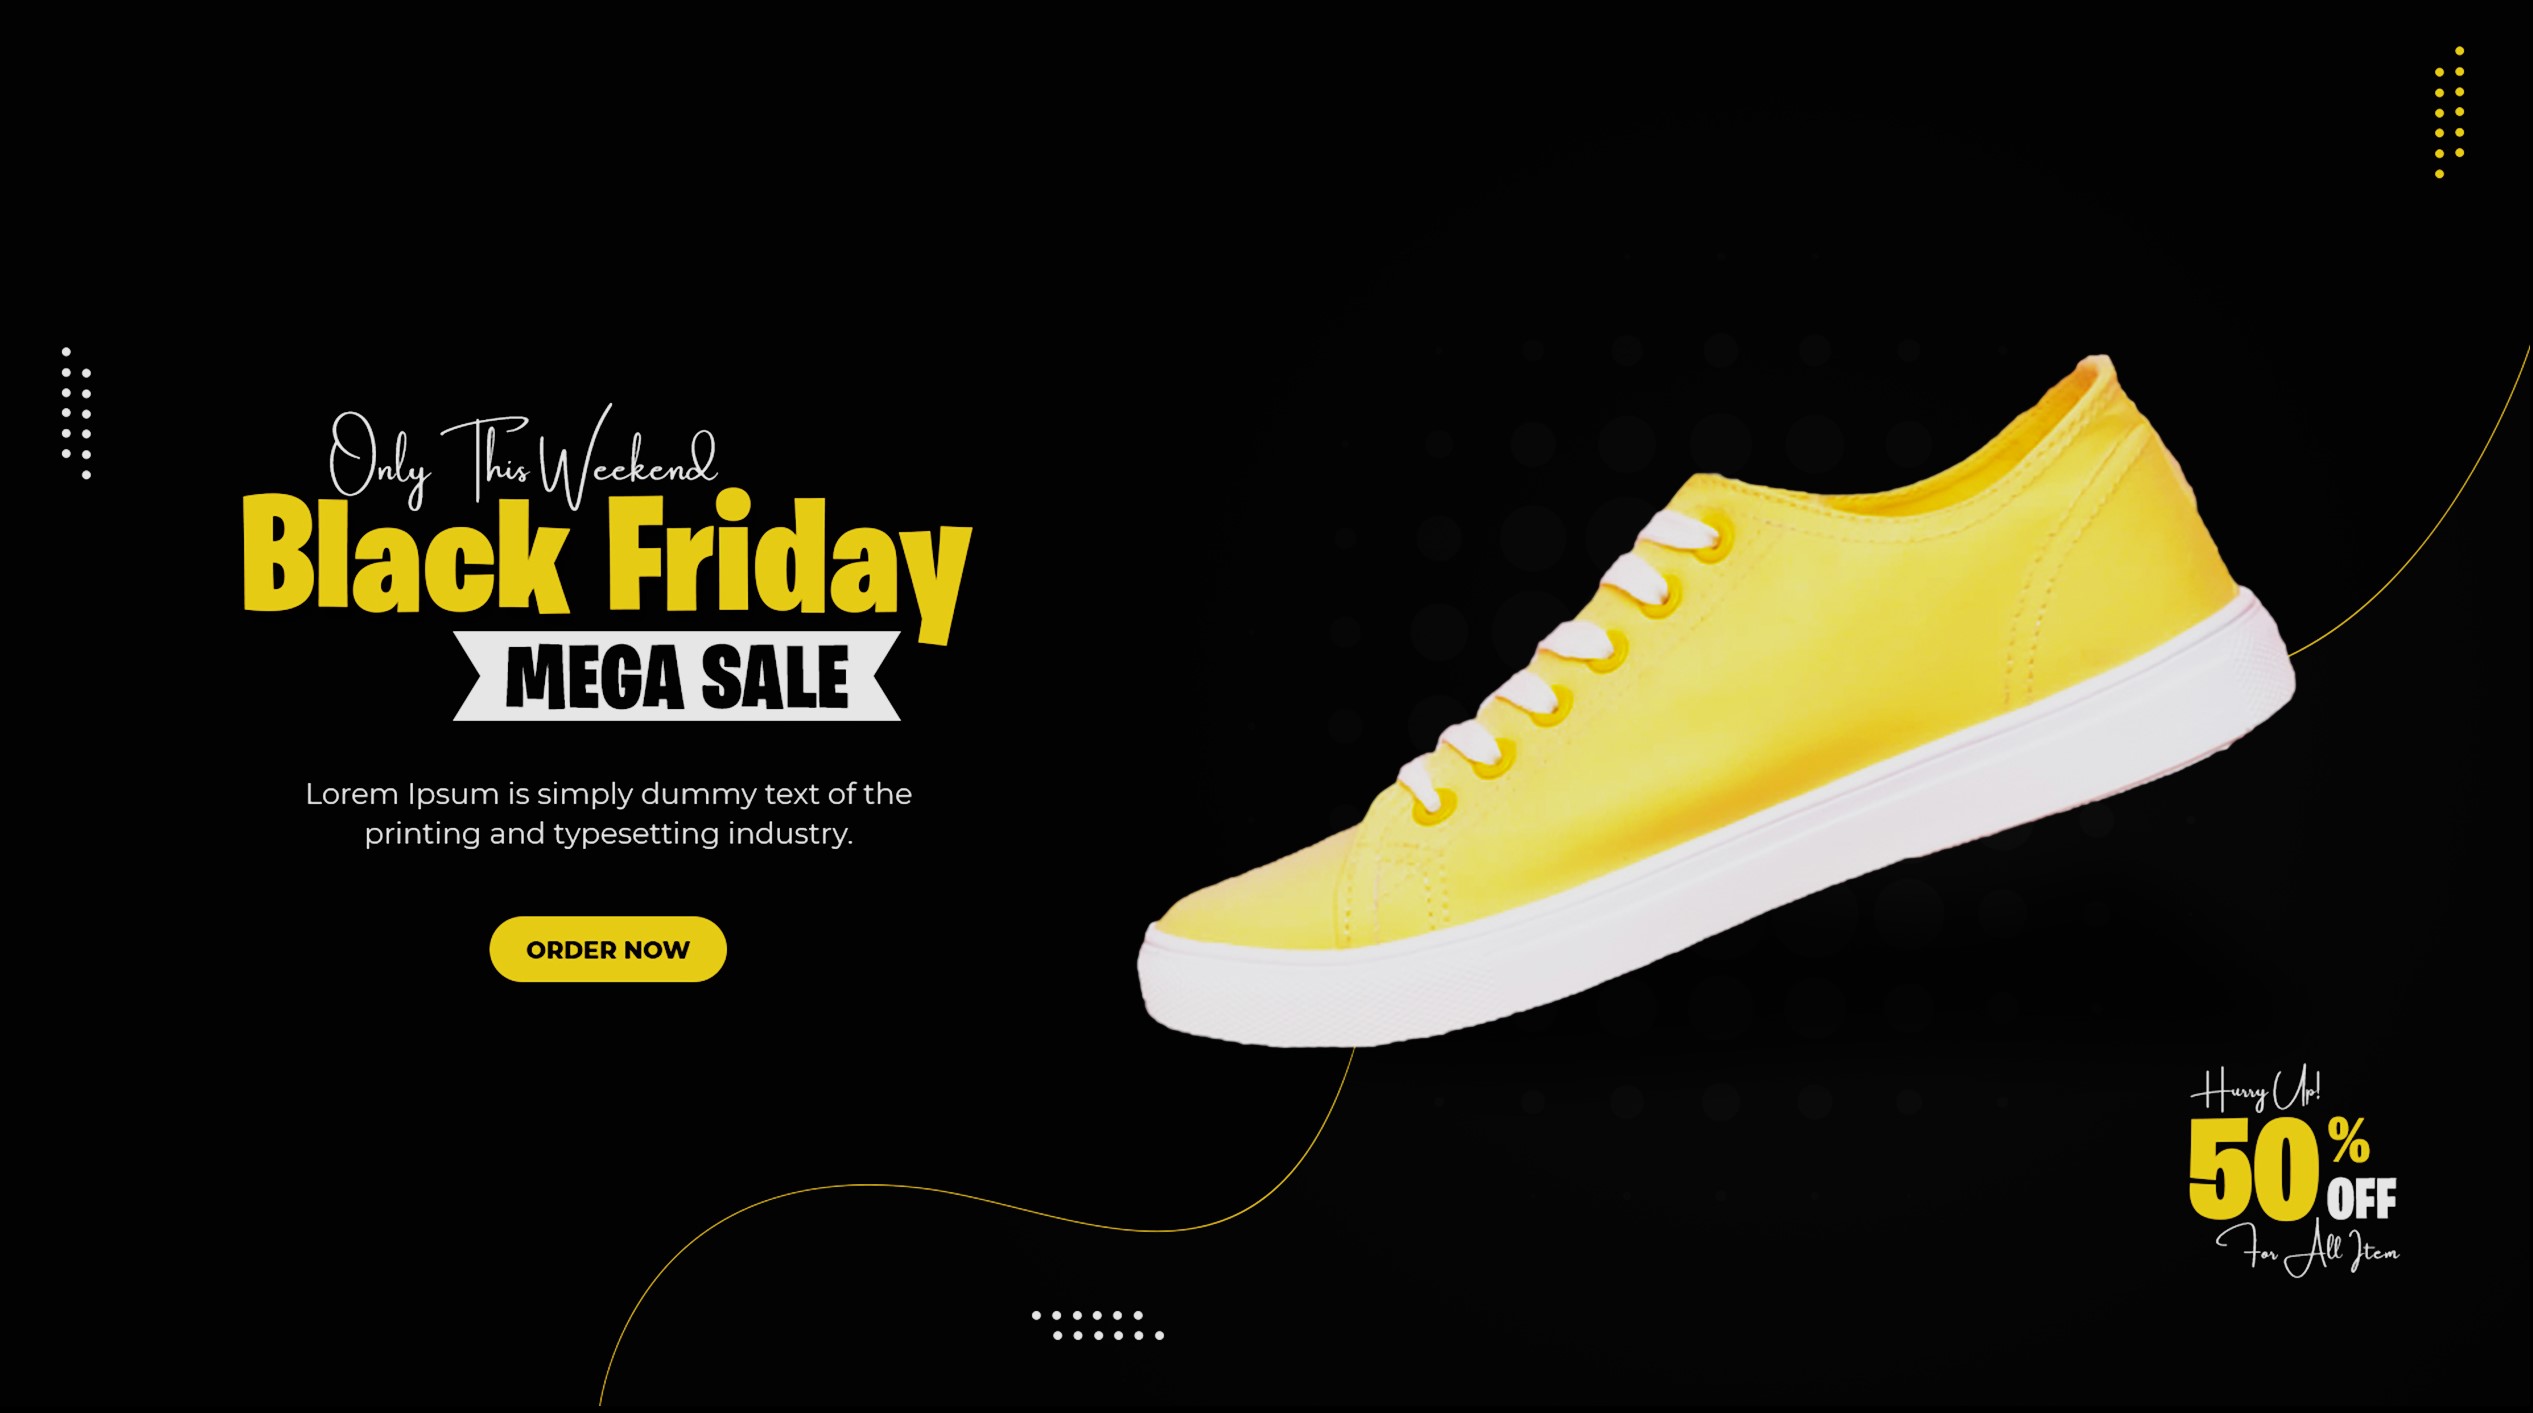 Only This Weekend
Black Friday
MEGA SALE
Lorem Ipsum is simply dummy text of the
printing and typesetting industry.
ORDER NOW
Hurry Up!
50%
OFF
For All Item